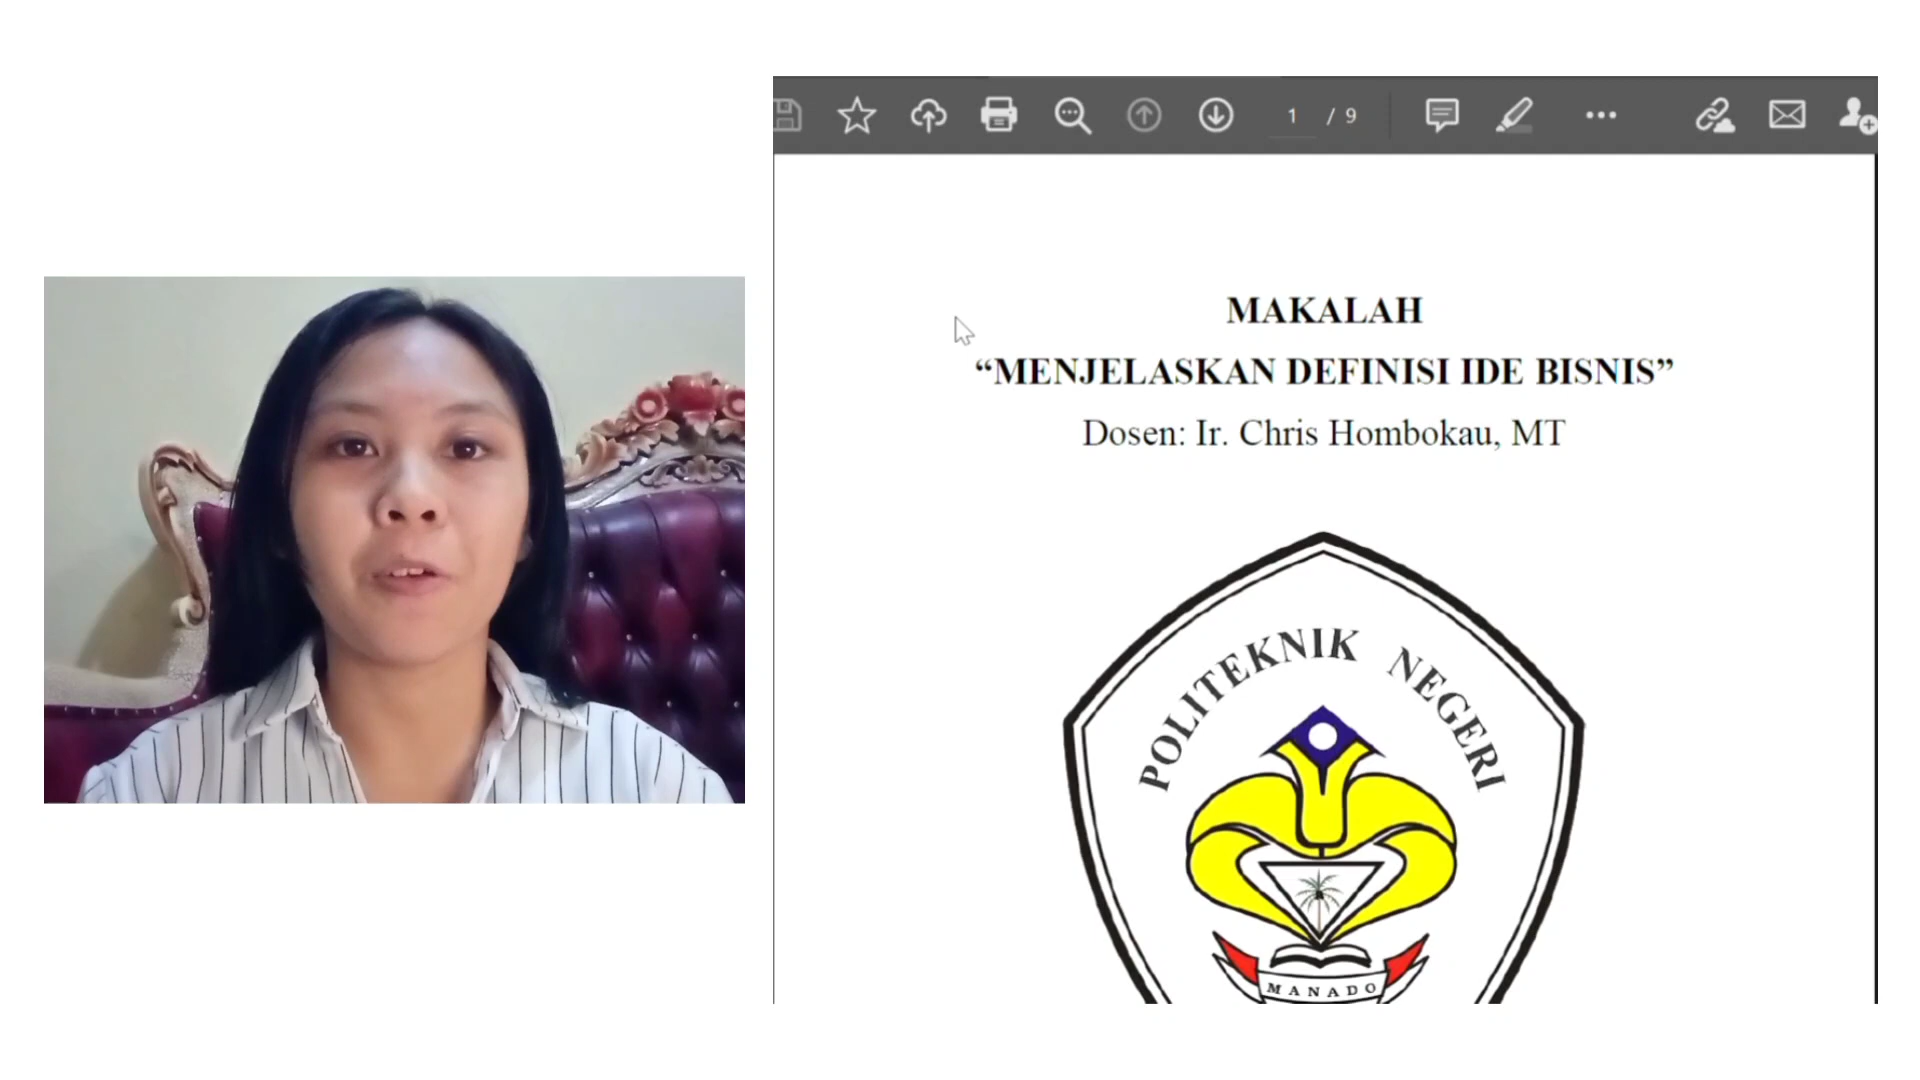 1 / 9
MAKALAH
“MENJELASKAN DEFINISI IDE BISNIS”
Dosen: Ir. Chris Hombokau, MT
POLITEKNIK NEGERI
MANADO